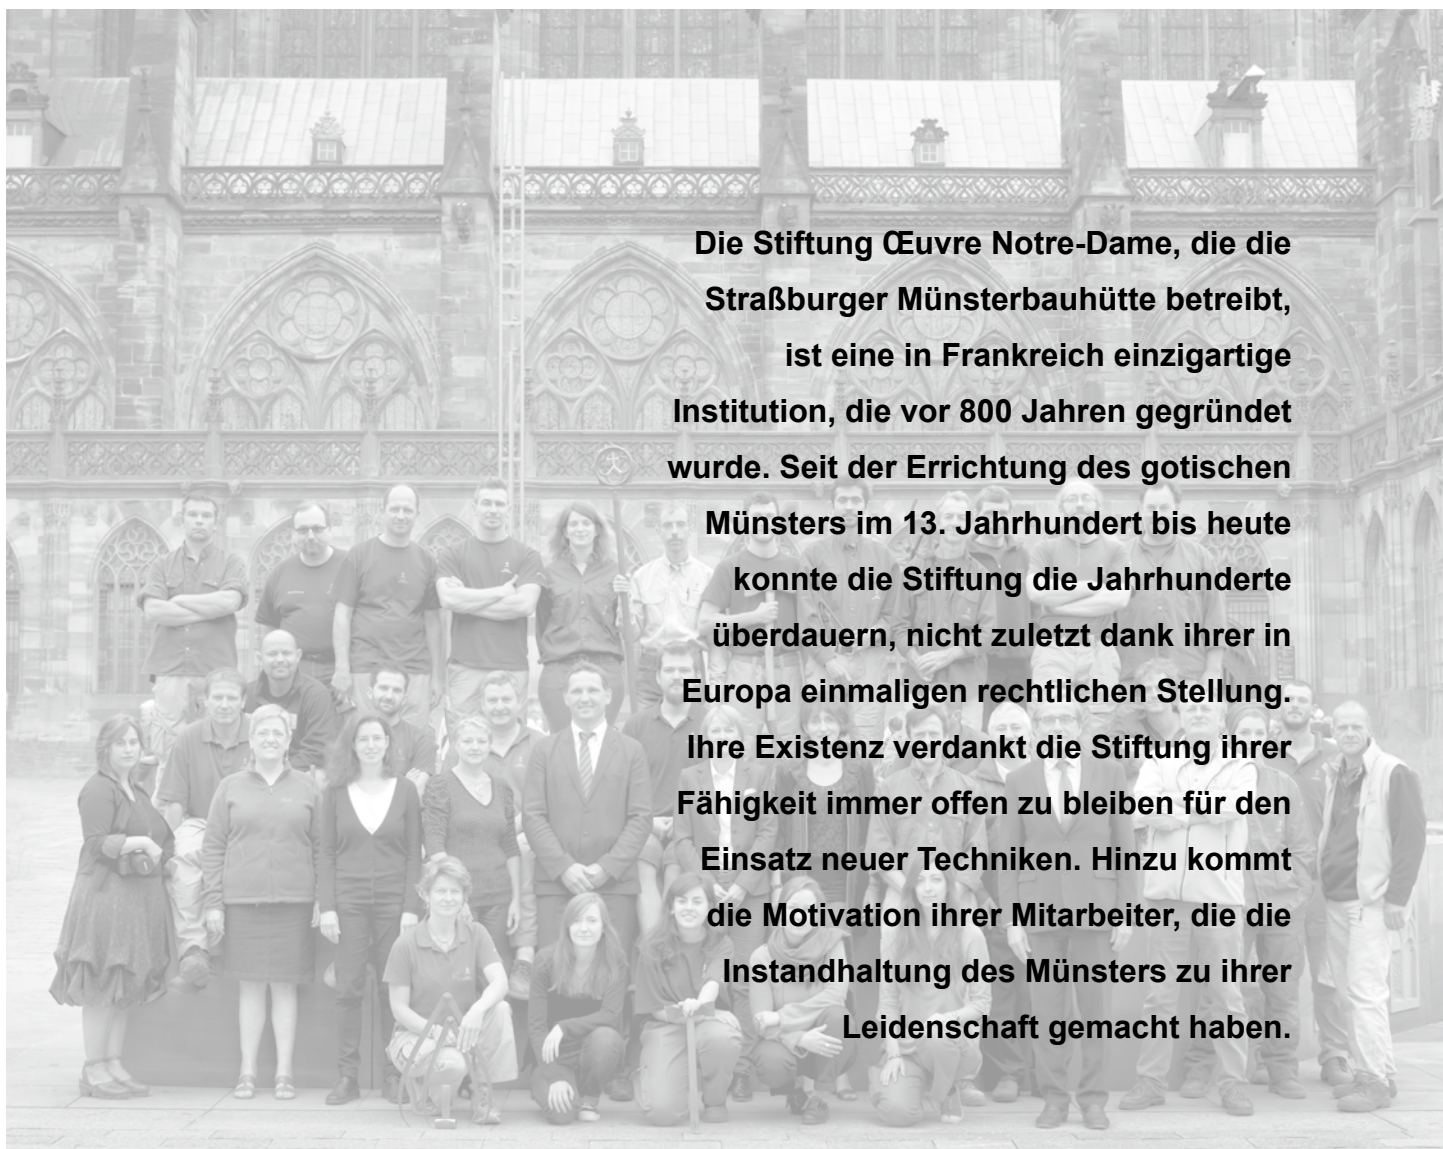 Die Stiftung Œuvre Notre-Dame, die die
Straßburger Münsterbauhütte betreibt,
ist eine in Frankreich einzigartige
Institution, die vor 800 Jahren gegründet
wurde. Seit der Errichtung des gotischen
Münsters im 13. Jahrhundert bis heute
konnte die Stiftung die Jahrhunderte
überdauern, nicht zuletzt dank ihrer in
Europa einmaligen rechtlichen Stellung.
Ihre Existenz verdankt die Stiftung ihrer
Fähigkeit immer offen zu bleiben für den
Einsatz neuer Techniken. Hinzu kommt
die Motivation ihrer Mitarbeiter, die die
Instandhaltung des Münsters zu ihrer
Leidenschaft gemacht haben.